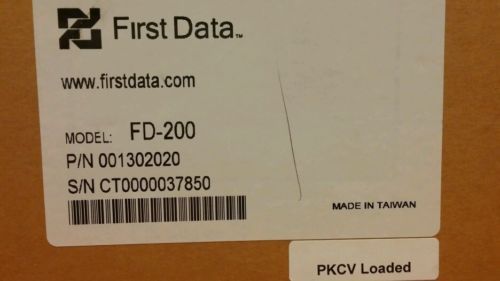 First Data™
www.firstdata.com
MODEL: FD-200
P/N 001302020
S/N CT0000037850
MADE IN TAIWAN
PKCV Loaded